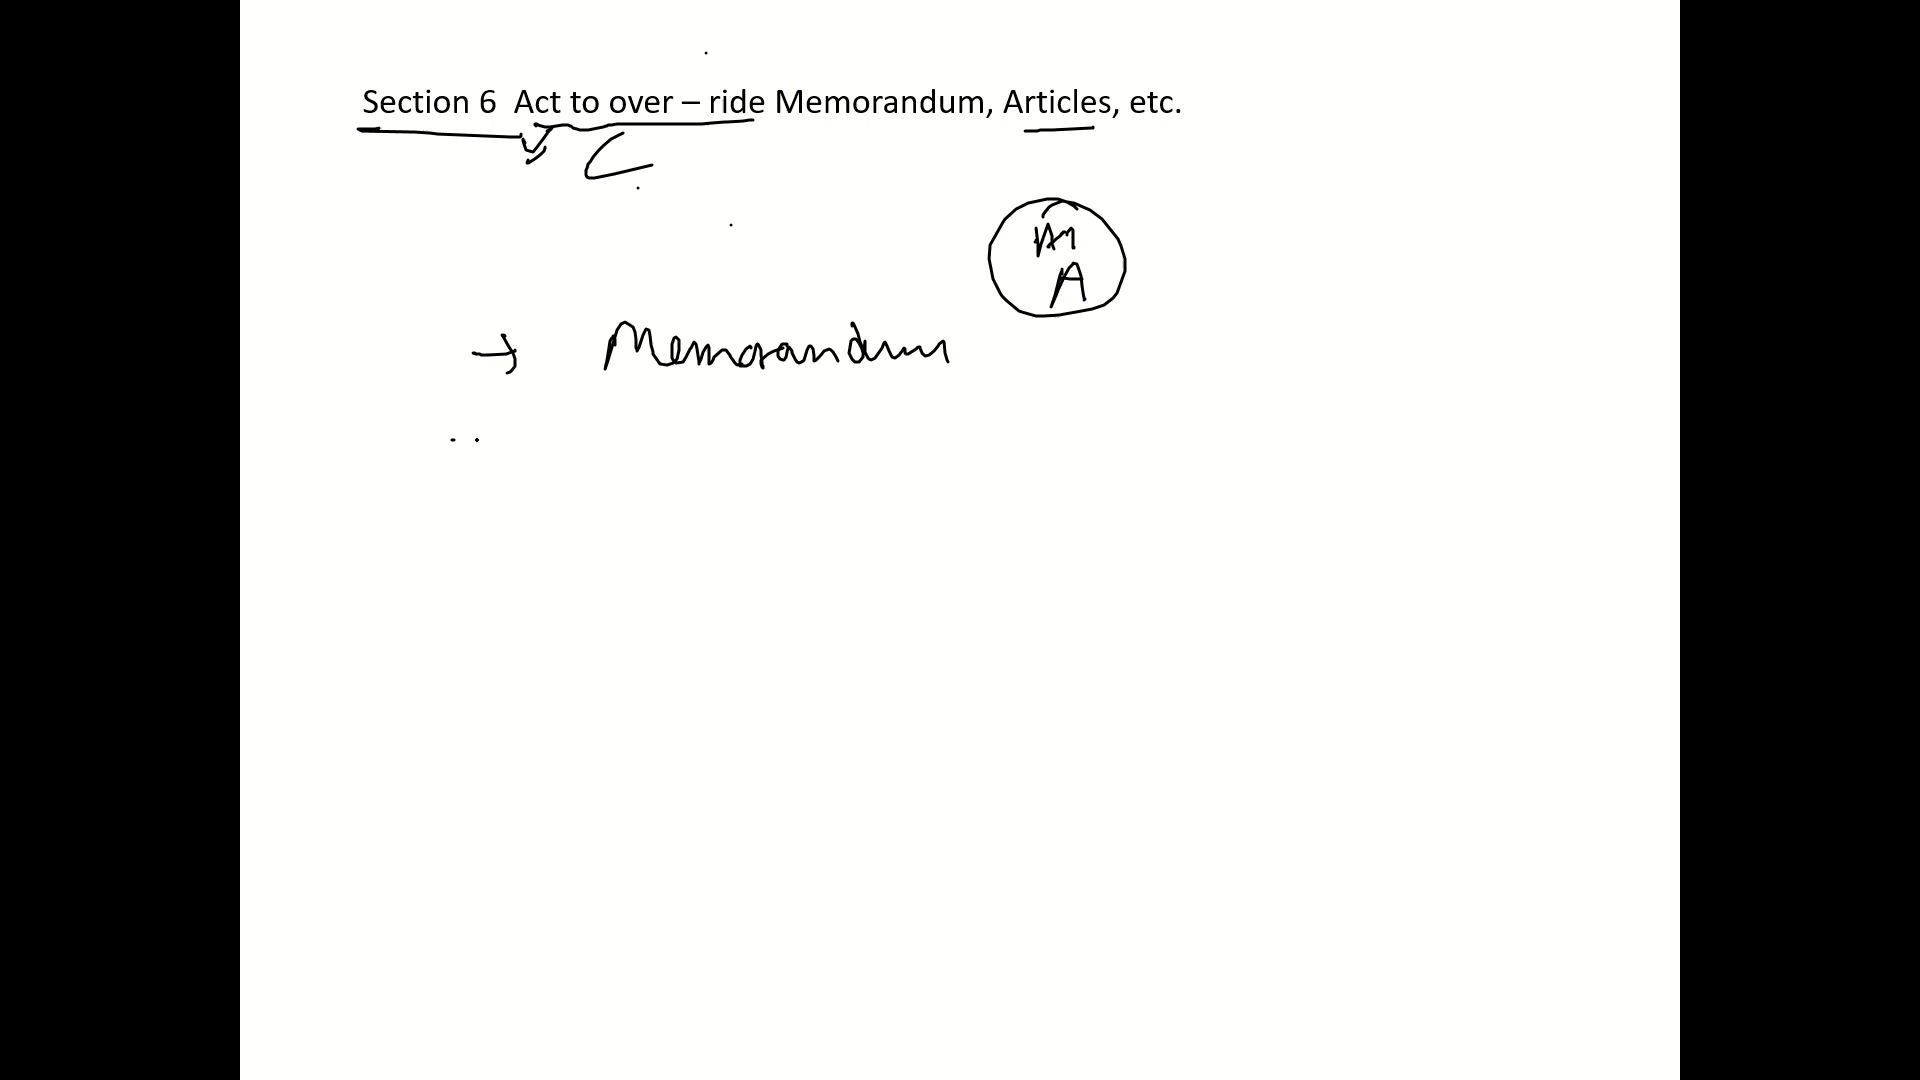 Section 6  Act to over – ride Memorandum, Articles, etc.
C
M
A
→ Memorandum